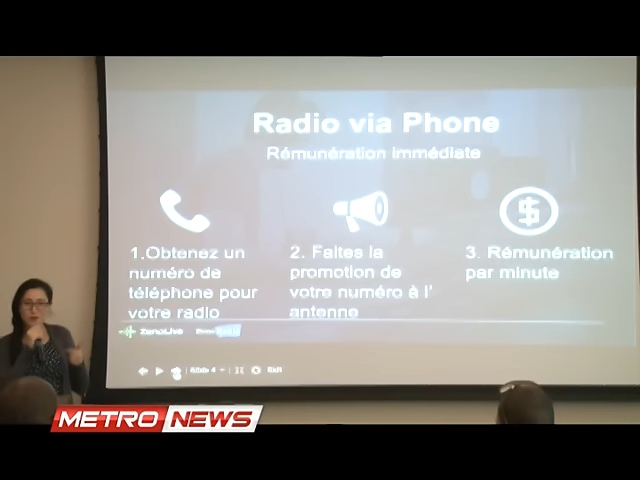 Radio via Phone
Rémunération immédiate
1.Obtenez un
numéro de
téléphone pour
votre radio
2. Faites la
promotion de
votre numéro à l'
antenne
3. Rémunération
par minute
ZenoLive
METRO NEWS